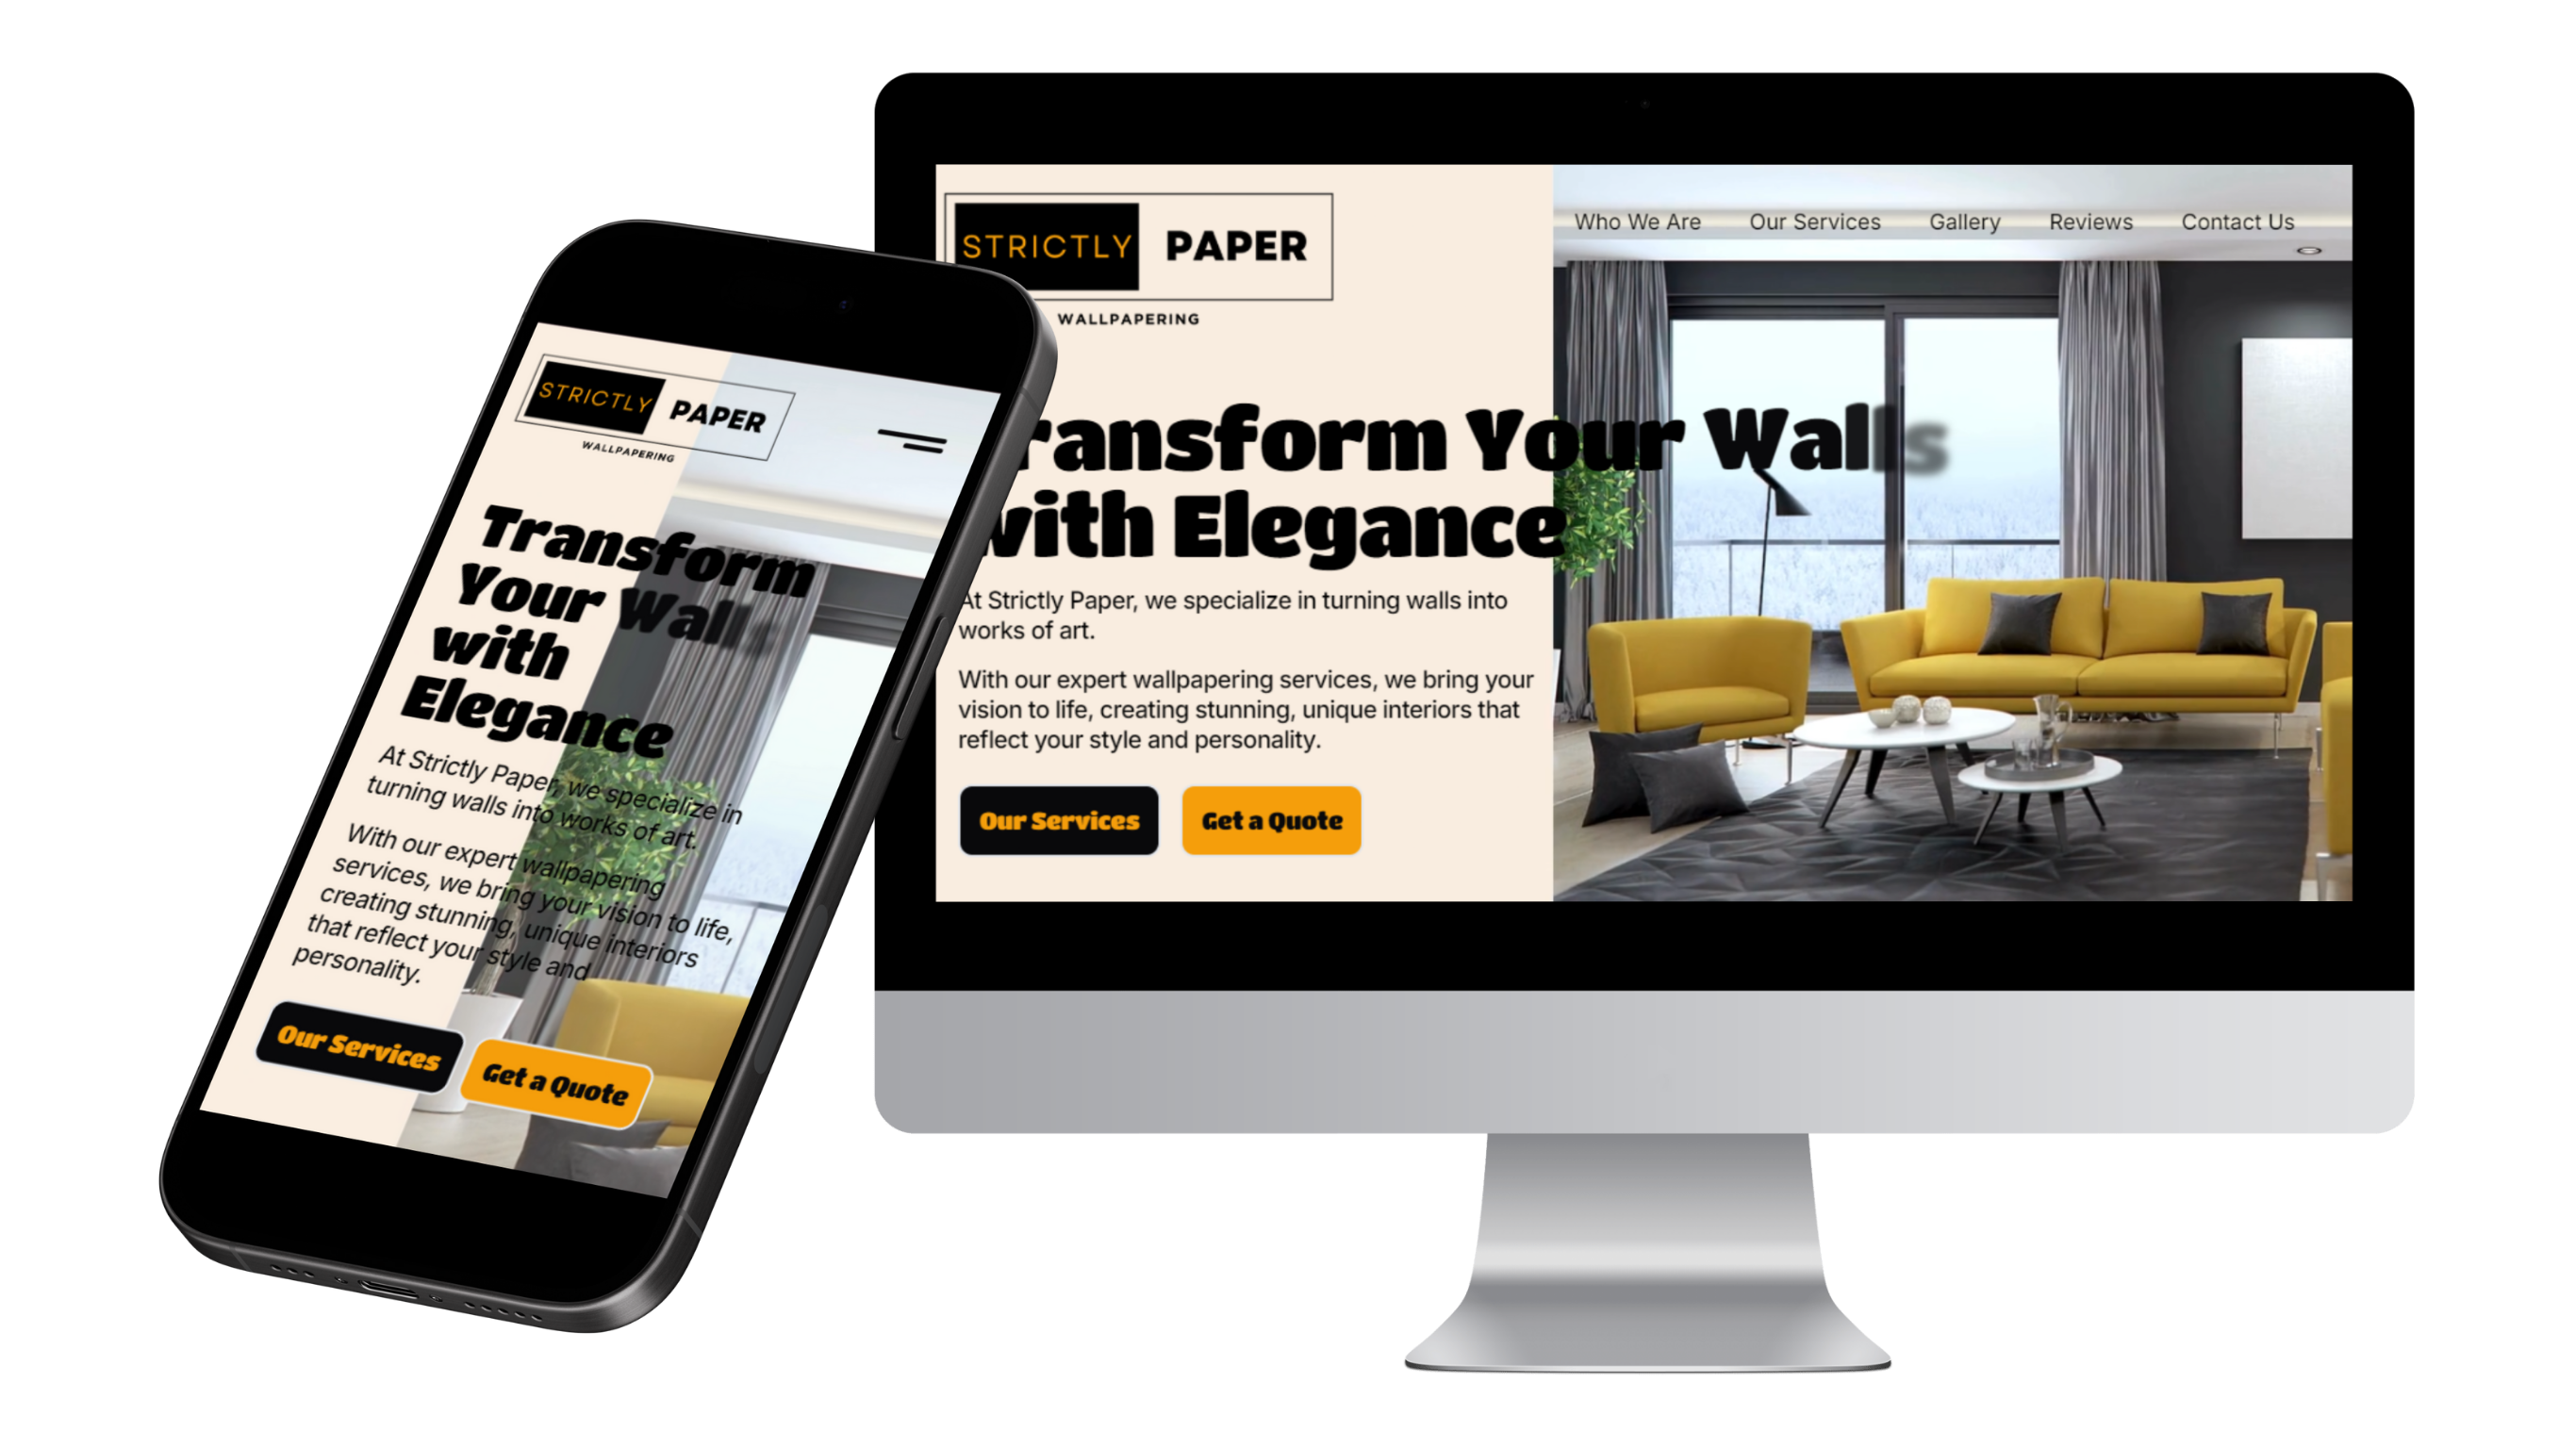 STRICTLY PAPER
WALLPAPERING
Transform
Your Walls
with
Elegance
At Strictly Paper, we specialize in
turning walls into works of art.
With our expert wallpapering
services, we bring your vision to life,
creating stunning, unique interiors
that reflect your style and
personality.
Our Services
Get a Quote
STRICTLY PAPER
WALLPAPERING
Who We Are Our Services Gallery Reviews Contact Us
ransform Your Walls
with Elegance
At Strictly Paper, we specialize in turning walls into
works of art.
With our expert wallpapering services, we bring your
vision to life, creating stunning, unique interiors that
reflect your style and personality.
Our Services Get a Quote